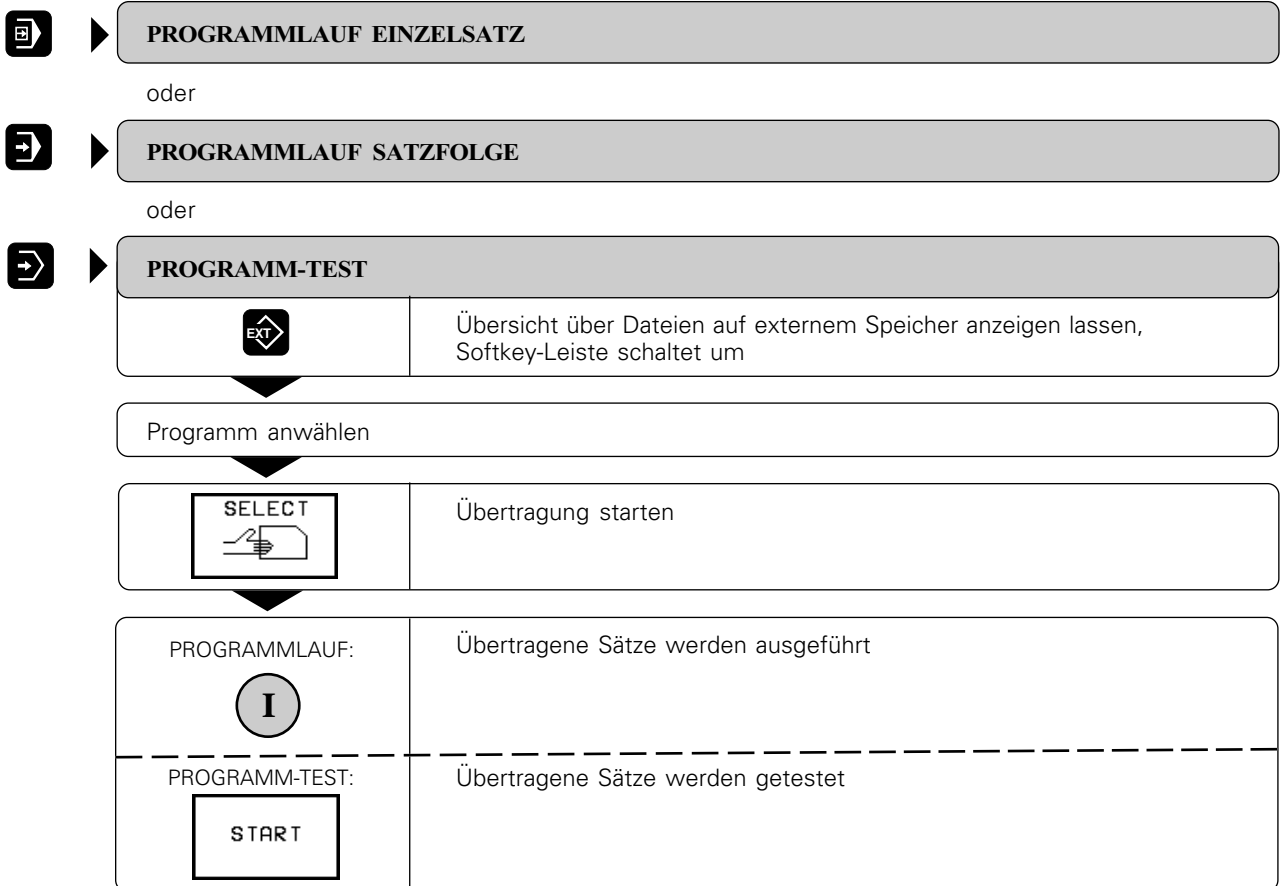 PROGRAMMLAUF EINZELSATZ
oder
PROGRAMMLAUF SATZFOLGE
oder
PROGRAMM-TEST
EXT
Übersicht über Dateien auf externem Speicher anzeigen lassen,
Softkey-Leiste schaltet um
Programm anwählen
SELECT
Übertragung starten
PROGRAMMLAUF:
Übertragene Sätze werden ausgeführt
I
PROGRAMM-TEST:
Übertragene Sätze werden getestet
START